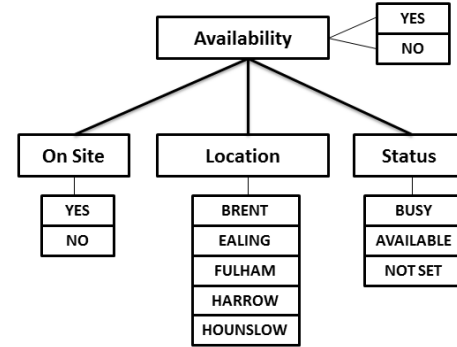 Availability
YES
NO
On Site
Location
Status
YES
NO
BRENT
EALING
FULHAM
HARROW
HOUNSLOW
BUSY
AVAILABLE
NOT SET